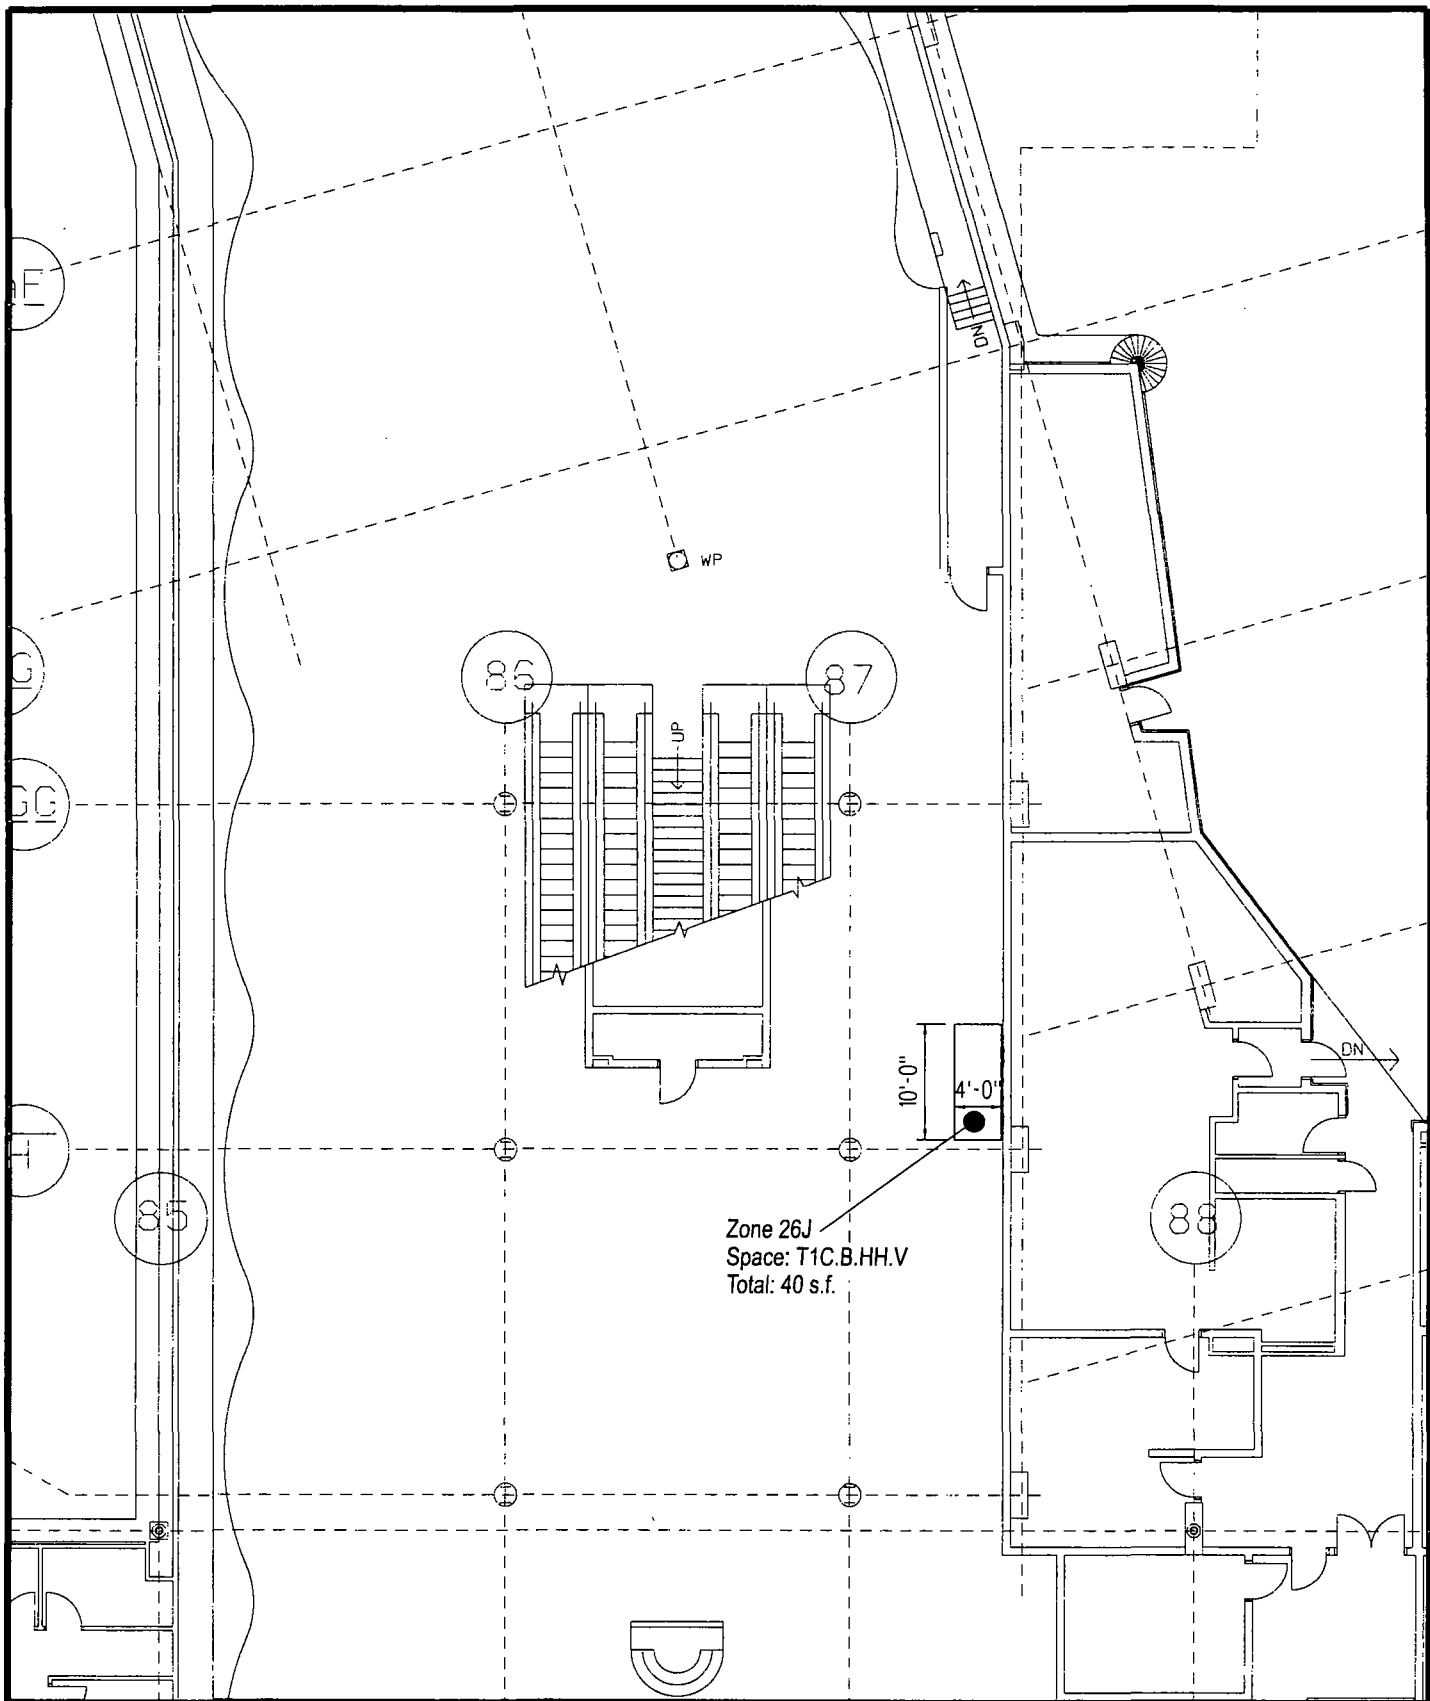 F
DN
WP
G
86
87
UP
GG
DN
10'-0"
4'-0"
85
88
Zone 26J
Space: T1C.B.HH.V
Total: 40 s.f.